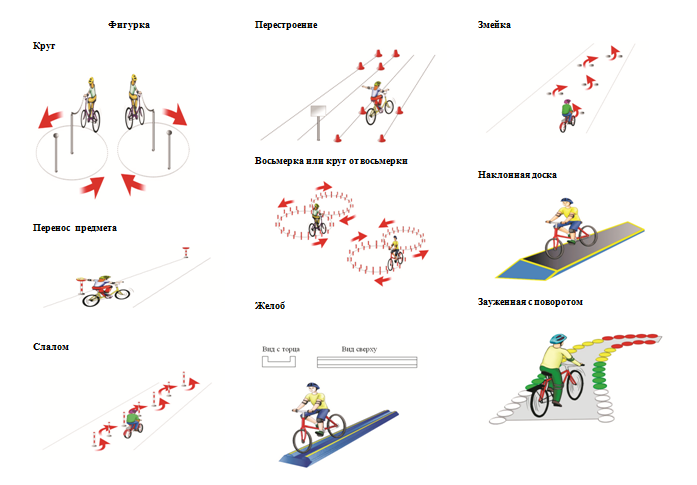 Фигурка
Круг
Перенос предмета
Слалом
Перестроение
Восьмерка или круг от восьмерки
Желоб
Вид с торца
Вид сверху
Змейка
Наклонная доска
Зауженная с поворотом